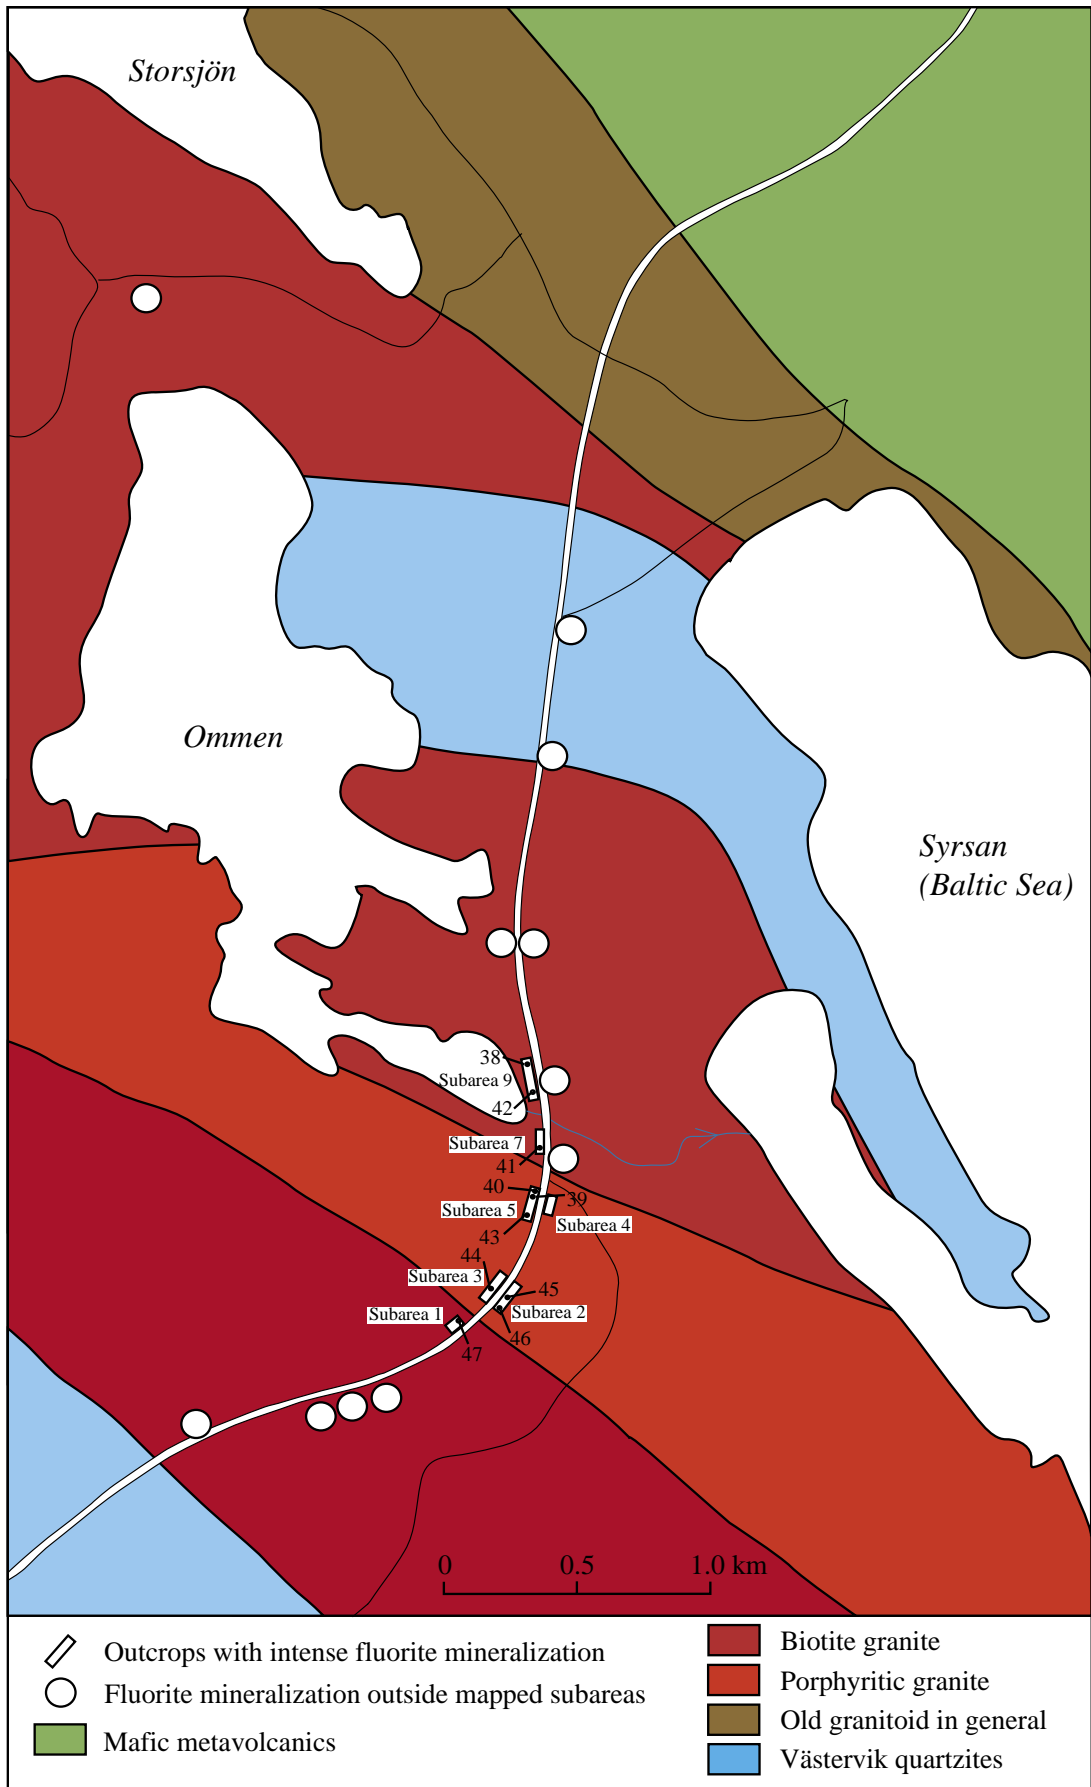 Storsjön
Ommen
Syrsan
(Baltic Sea)
38
Subarea 9
42
Subarea 7
41
40
39
Subarea 5
Subarea 4
43
44
Subarea 3
45
Subarea 2
Subarea 1
46
47
0 0.5 1.0 km
Outcrops with intense fluorite mineralization
Fluorite mineralization outside mapped subareas
Mafic metavolcanics
Biotite granite
Porphyritic granite
Old granitoid in general
Västervik quartzites